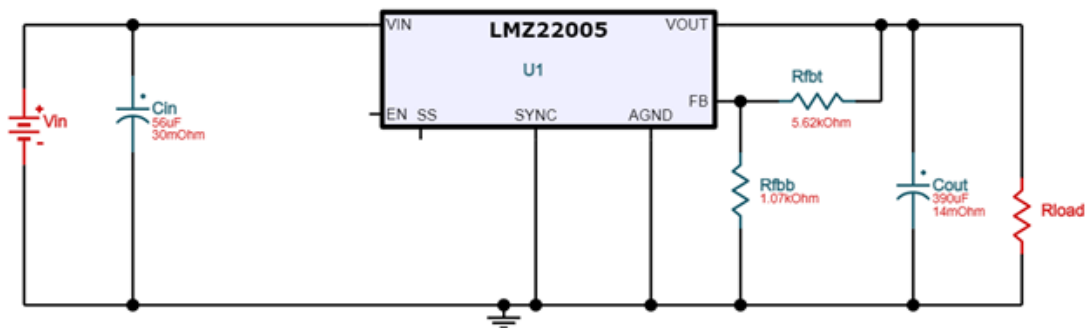 VIN
LMZ22005
VOUT
U1
Rfbt
FB
5.62kOhm
EN
SS
SYNC
AGND
+
Vin
-
Cin
56uF
30mOhm
Rfbb
1.07kOhm
Cout
390uF
14mOhm
Rload